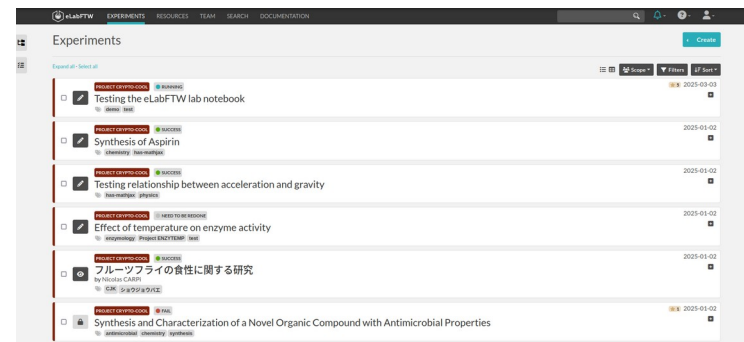 eLabFTW EXPERIMENTS RESOURCES TEAM SEARCH DOCUMENTATION
Experiments
Create
Expand all · Select all
Scope Filters Sort
PROJECT CRYPTO-COOL RUNNING
2025-03-03
Testing the eLabFTW lab notebook
demo test
PROJECT CRYPTO-COOL SUCCESS
2025-01-02
Synthesis of Aspirin
chemistry has-mathjax
PROJECT CRYPTO-COOL SUCCESS
2025-01-02
Testing relationship between acceleration and gravity
has-mathjax physics
PROJECT CRYPTO-COOL NEED TO BE REDONE
2025-01-02
Effect of temperature on enzyme activity
enzymology Project ENZYTEMP test
PROJECT CRYPTO-COOL SUCCESS
2025-01-02
フルーツフライの食性に関する研究
by Nicolas CARPI
CJK ショウジョウバエ
PROJECT CRYPTO-COOL FAIL
2025-01-02
Synthesis and Characterization of a Novel Organic Compound with Antimicrobial Properties
antimicrobial chemistry synthesis